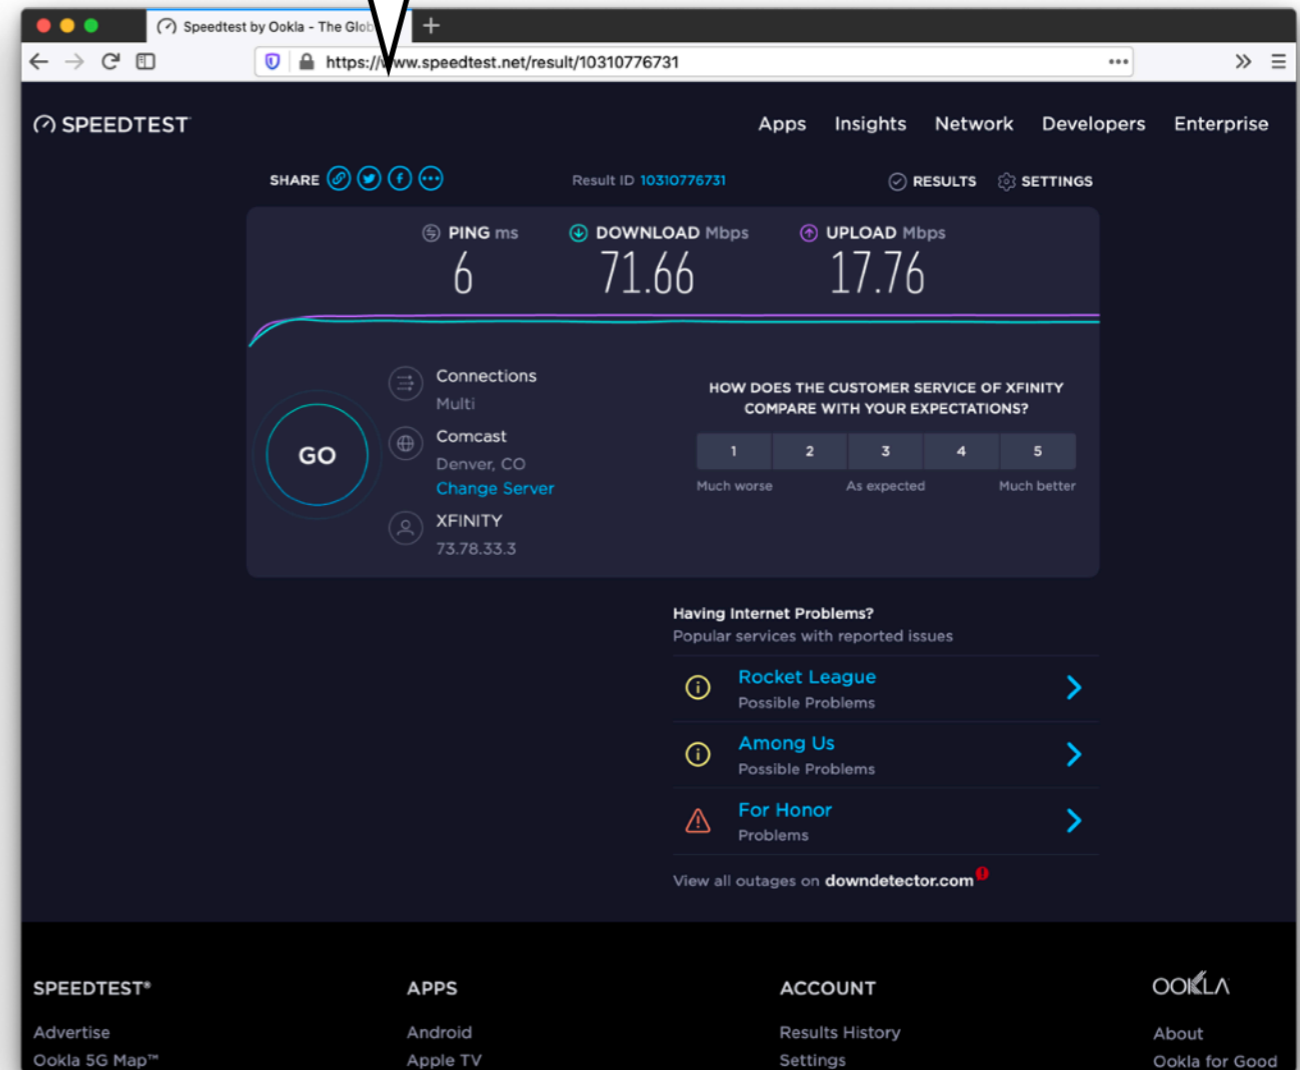 Speedtest by Ookla - The Glob
https://www.speedtest.net/result/10310776731
SPEEDTEST
Apps Insights Network Developers Enterprise
SHARE Result ID 10310776731 RESULTS SETTINGS
PING ms DOWNLOAD Mbps UPLOAD Mbps
6 71.66 17.76
Connections
Multi
Comcast
Denver, CO
Change Server
XFINITY
73.78.33.3
GO
HOW DOES THE CUSTOMER SERVICE OF XFINITY
COMPARE WITH YOUR EXPECTATIONS?
1 2 3 4 5
Much worse As expected Much better
Having Internet Problems?
Popular services with reported issues
Rocket League
Possible Problems
Among Us
Possible Problems
For Honor
Problems
View all outages on downdetector.com
SPEEDTEST® APPS ACCOUNT OOKLA
Advertise Android Results History About
Ookla 5G Map™ Apple TV Settings Ookla for Good